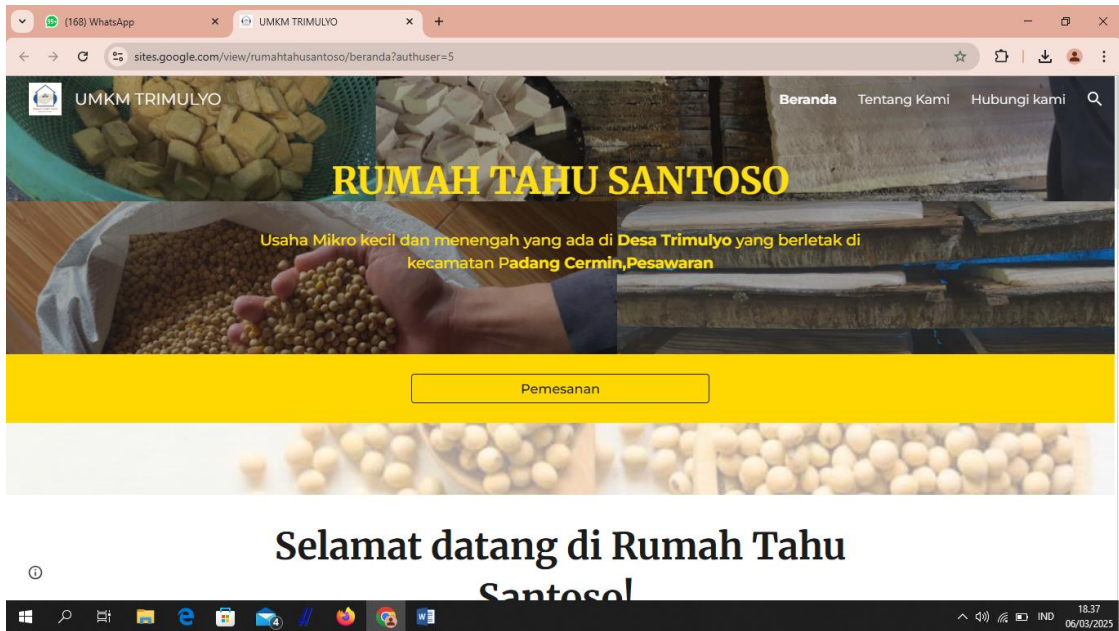 (168) WhatsApp
UMKM TRIMULYO
sites.google.com/view/rumahtahusantoso/beranda?authuser=5
UMKM TRIMULYO
Beranda Tentang Kami Hubungi kami
RUMAH TAHU SANTOSO
Usaha Mikro kecil dan menengah yang ada di Desa Trimulyo yang berletak di
kecamatan Padang Cermin,Pesawaran
Pemesanan
Selamat datang di Rumah Tahu
Santoso!
IND
18.37
06/03/2025